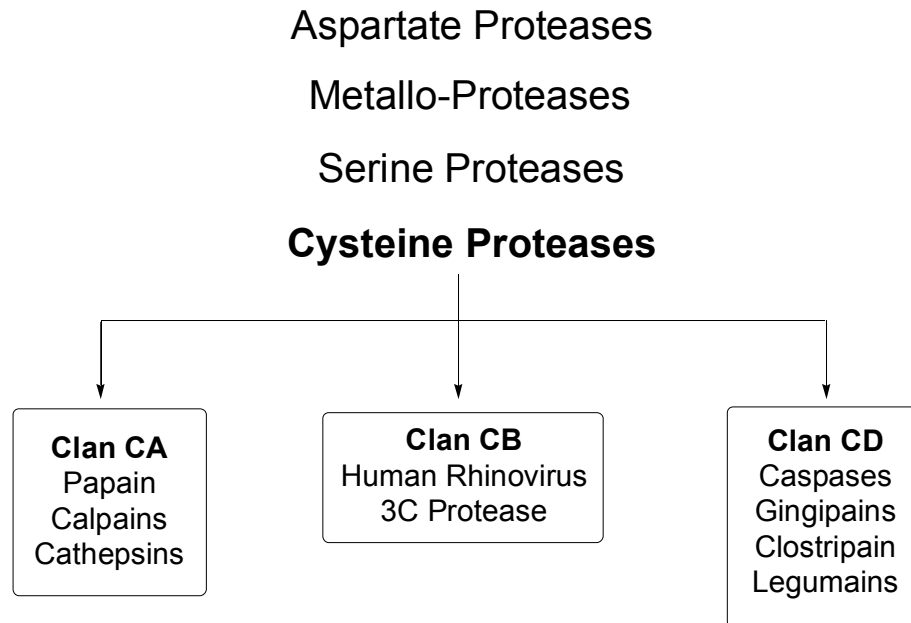 Aspartate Proteases
Metallo-Proteases
Serine Proteases
Cysteine Proteases
Clan CA
Papain
Calpains
Cathepsins
Clan CB
Human Rhinovirus
3C Protease
Clan CD
Caspases
Gingipains
Clostripain
Legumains